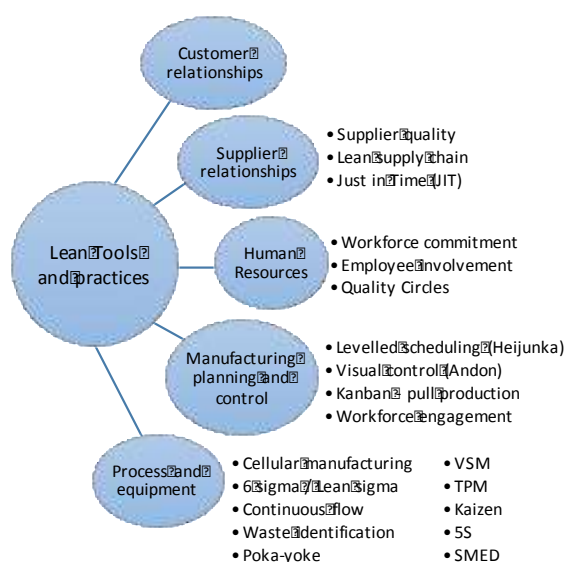 Customer
relationships
Supplier
relationships
• Supplier quality
• Lean supply chain
• Just in Time (JIT)
Lean Tools
and practices
Human
Resources
• Workforce commitment
• Employee involvement
• Quality Circles
Manufacturing
planning and
control
• Levelled scheduling (Heijunka)
• Visual control (Andon)
• Kanban - pull production
• Workforce engagement
Process and
equipment
• Cellular manufacturing
• 6 sigma / Lean sigma
• Continuous flow
• Waste identification
• Poka-yoke
• VSM
• TPM
• Kaizen
• 5S
• SMED